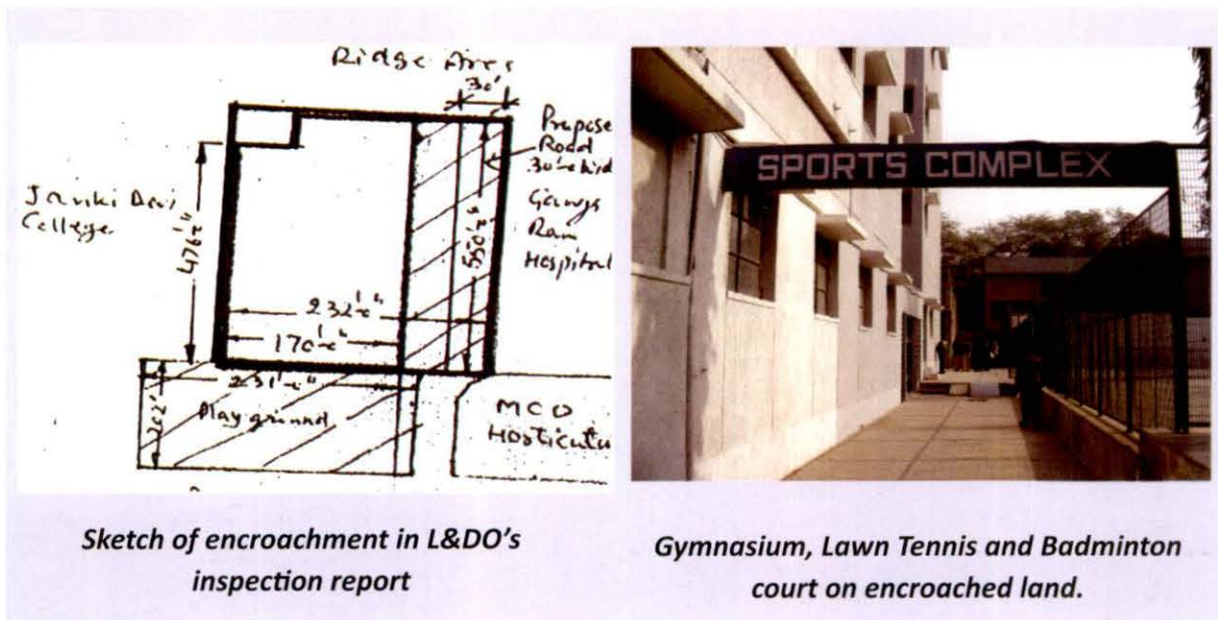 Ridge Area
30'
Propose
Road
30' wid
Ganga
Ram
Hospital
Janki Devi
College
476'
550'
232'
170'
231'
Play ground
202'
MCD
Horticultu
SPORTS COMPLEX
Sketch of encroachment in L&DO's
inspection report
Gymnasium, Lawn Tennis and Badminton
court on encroached land.